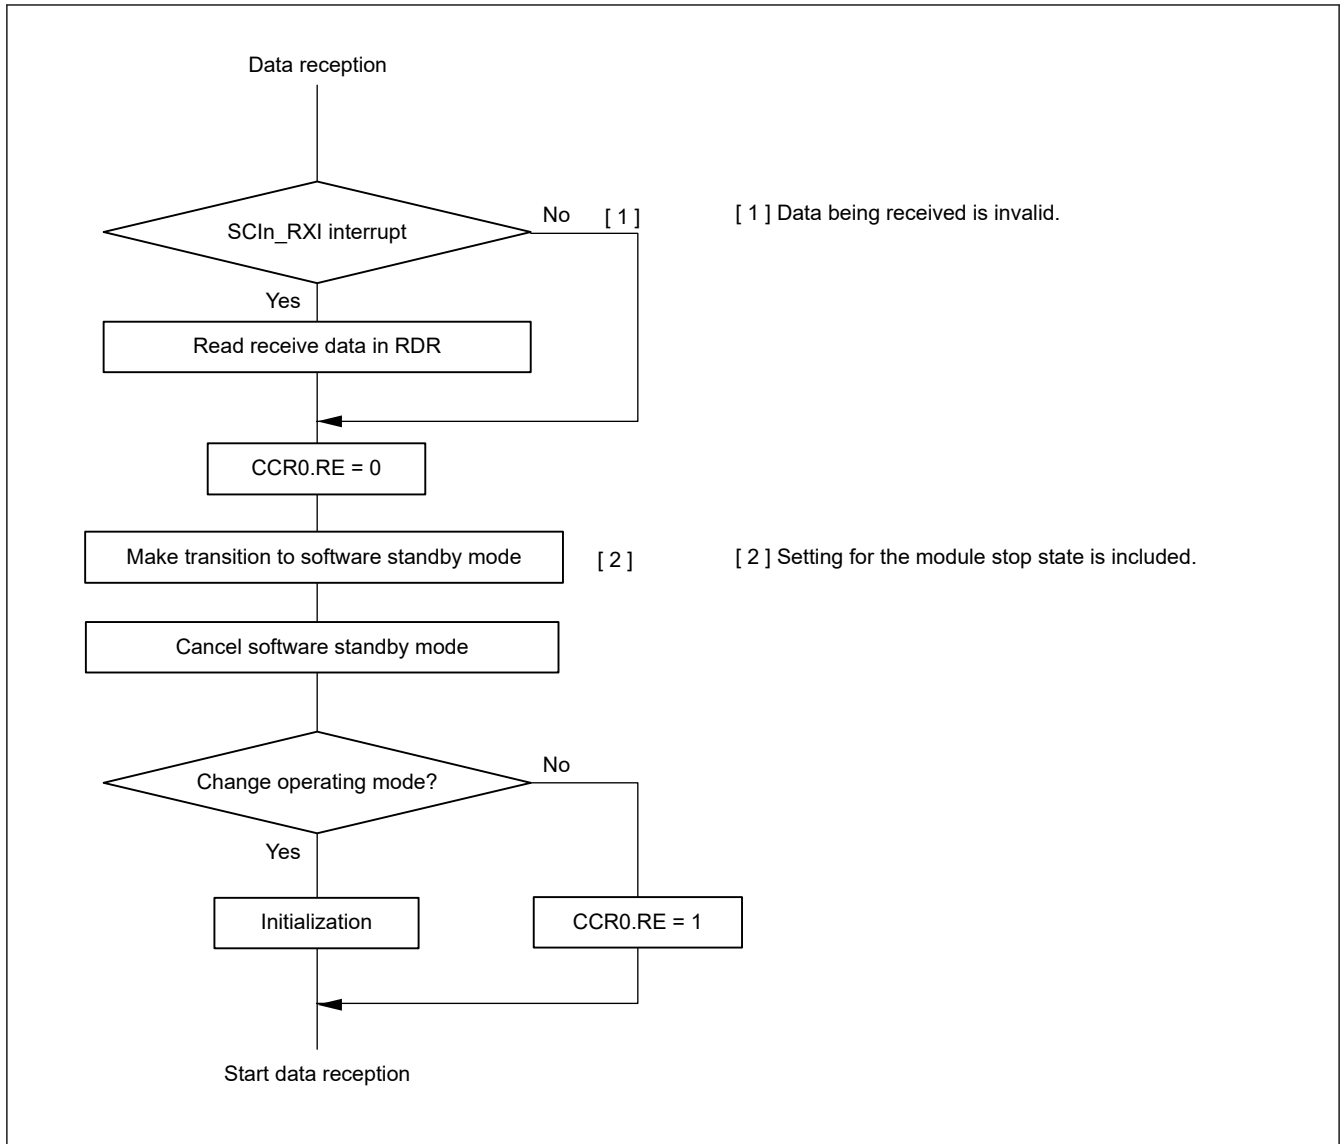 Data reception
SCIn_RXI interrupt
No
[ 1 ]
[ 1 ] Data being received is invalid.
Yes
Read receive data in RDR
CCR0.RE = 0
Make transition to software standby mode
[ 2 ]
[ 2 ] Setting for the module stop state is included.
Cancel software standby mode
Change operating mode?
No
Yes
Initialization
CCR0.RE = 1
Start data reception